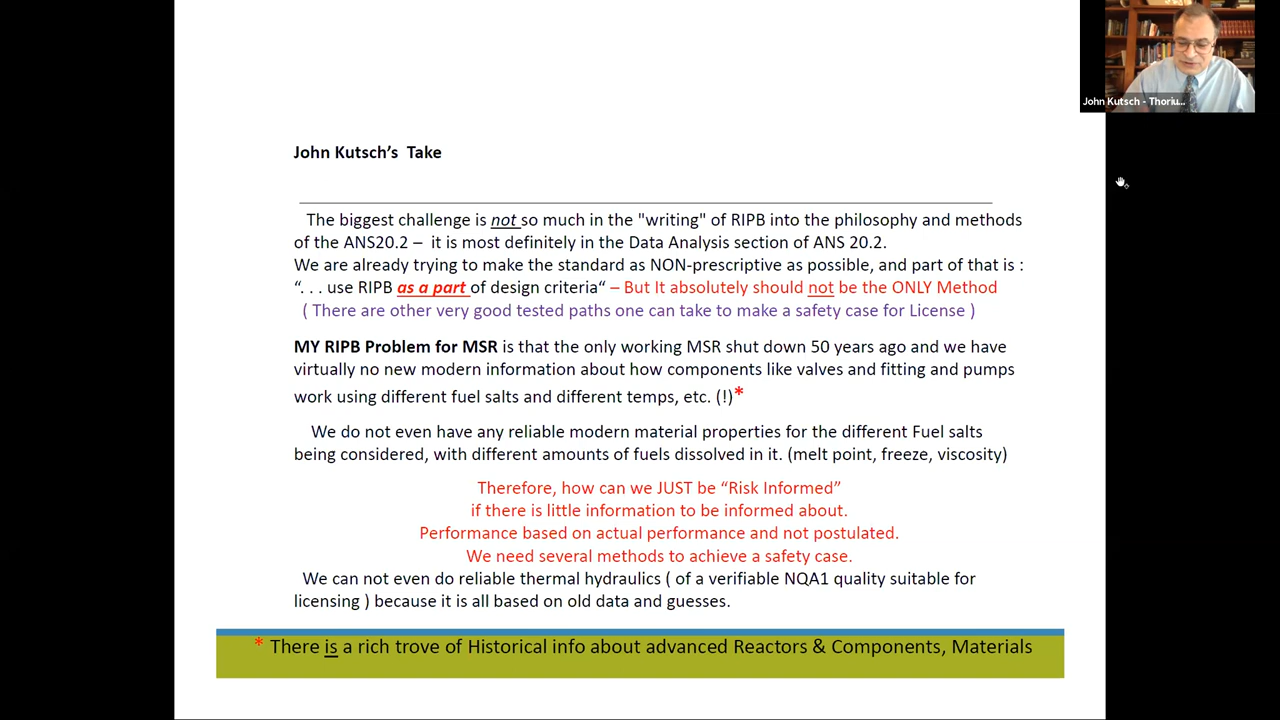 John Kutsch - Thoriu...
John Kutsch's Take
The biggest challenge is not so much in the "writing" of RIPB into the philosophy and methods
of the ANS20.2 – it is most definitely in the Data Analysis section of ANS 20.2.
We are already trying to make the standard as NON-prescriptive as possible, and part of that is :
“. . . use RIPB as a part of design criteria“ – But It absolutely should not be the ONLY Method
( There are other very good tested paths one can take to make a safety case for License )
MY RIPB Problem for MSR is that the only working MSR shut down 50 years ago and we have
virtually no new modern information about how components like valves and fitting and pumps
work using different fuel salts and different temps, etc. (!)*
We do not even have any reliable modern material properties for the different Fuel salts
being considered, with different amounts of fuels dissolved in it. (melt point, freeze, viscosity)
Therefore, how can we JUST be “Risk Informed”
if there is little information to be informed about.
Performance based on actual performance and not postulated.
We need several methods to achieve a safety case.
We can not even do reliable thermal hydraulics ( of a verifiable NQA1 quality suitable for
licensing ) because it is all based on old data and guesses.
* There is a rich trove of Historical info about advanced Reactors & Components, Materials